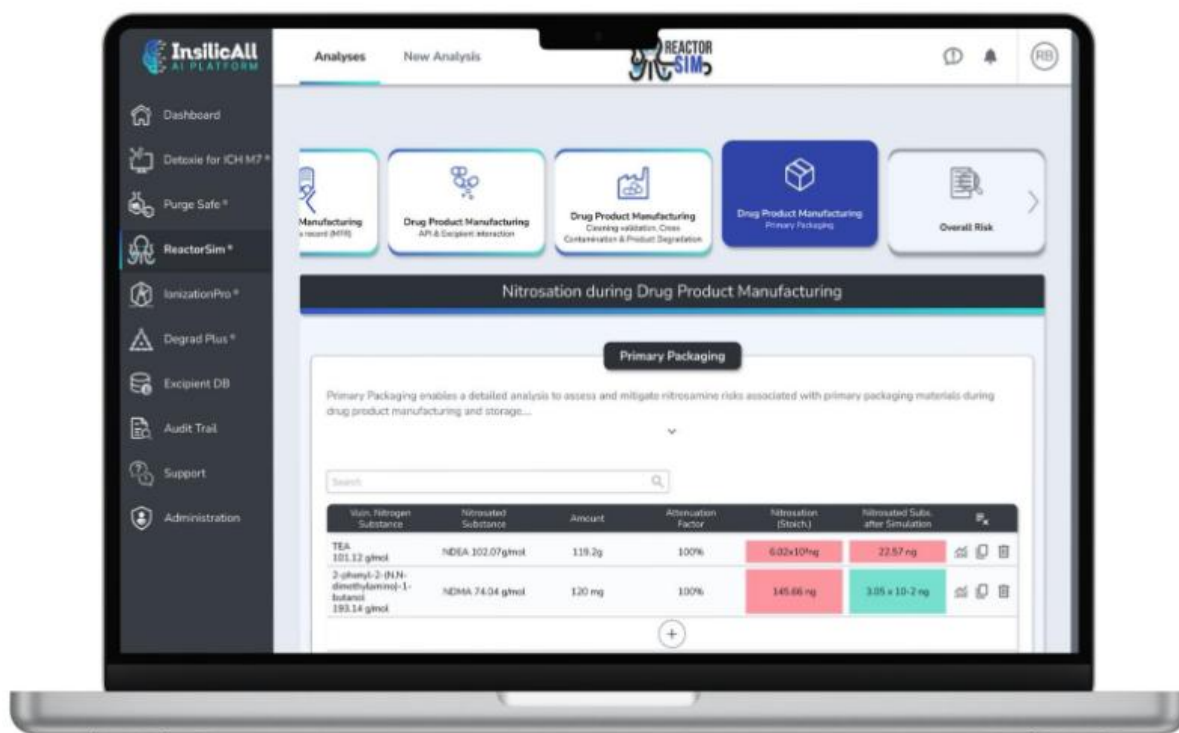 InsilicAll
AI PLATFORM
Analyses
New Analysis
REACTOR
SIM
RB
Dashboard
Detoxie for ICH M7®
Purge Safe®
ReactorSim®
IonizationPro®
Degrad Plus®
Excipient DB
Audit Trail
Support
Administration
Manufacturing
record (MFR)
Drug Product Manufacturing
API & Excipient interaction
Drug Product Manufacturing
Cleaning validation, Cross
Contamination & Product Degradation
Drug Product Manufacturing
Primary Packaging
Overall Risk
Nitrosation during Drug Product Manufacturing
Primary Packaging
Primary Packaging enables a detailed analysis to assess and mitigate nitrosamine risks associated with primary packaging materials during
drug product manufacturing and storage....
Search
Vuln. Nitrogen
Substance
Nitrosated
Substance
Amount
Attenuation
Factor
Nitrosation
(Stoich.)
Nitrosated Subs.
after Simulation
TEA
101.12 g/mol
NDEA 102.07g/mol
119.2g
100%
22.57 ng
2-phenyl-2-(N,N-
dimethylamino)-1-
butanol
193.14 g/mol
NDMA 74.04 g/mol
120 mg
100%
145.66 ng
3.05 x 10-2 ng